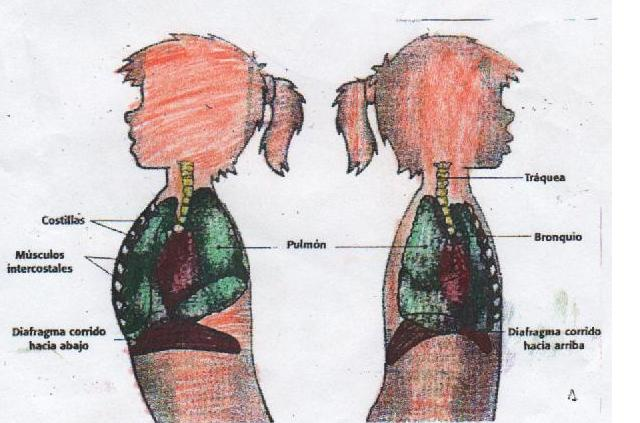 Tráquea
Costillas
Bronquio
Pulmón
Músculos
intercostales
Diafragma corrido
hacia abajo
Diafragma corrido
hacia arriba